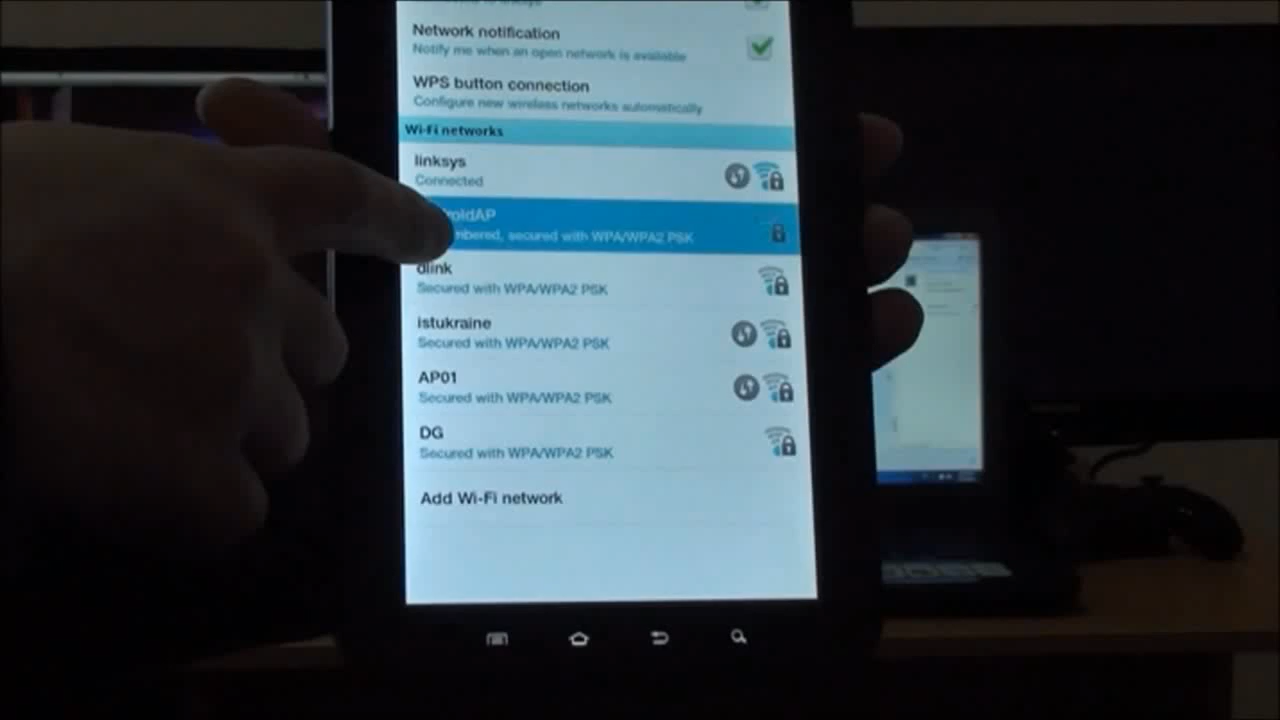 Network notification
Notify me when an open network is available
WPS button connection
Configure new wireless networks automatically
Wi-Fi networks
linksys
Connected
roidAP
mbered, secured with WPA/WPA2 PSK
dlink
Secured with WPA/WPA2 PSK
istukraine
Secured with WPA/WPA2 PSK
AP01
Secured with WPA/WPA2 PSK
DG
Secured with WPA/WPA2 PSK
Add Wi-Fi network